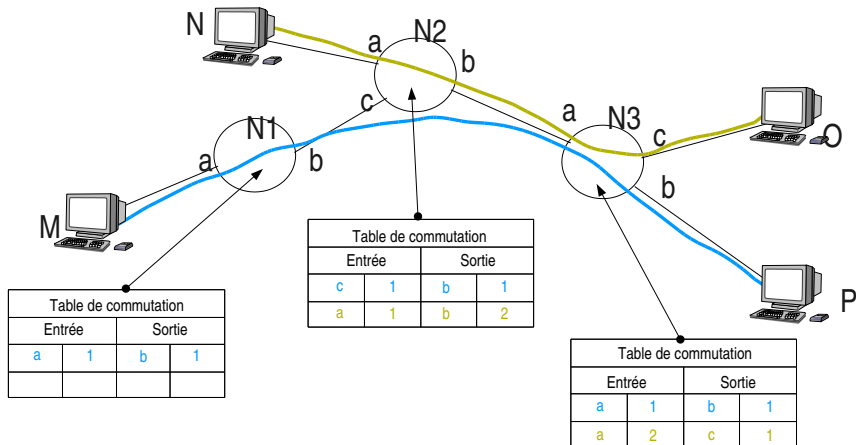 N
a
N2
b
c
N1
a
b
M
a
N3
c
O
b
P
Table de commutation
Entrée Sortie
a 1 b 1
Table de commutation
Entrée Sortie
c 1 b 1
a 1 b 2
Table de commutation
Entrée Sortie
a 1 b 1
a 2 c 1